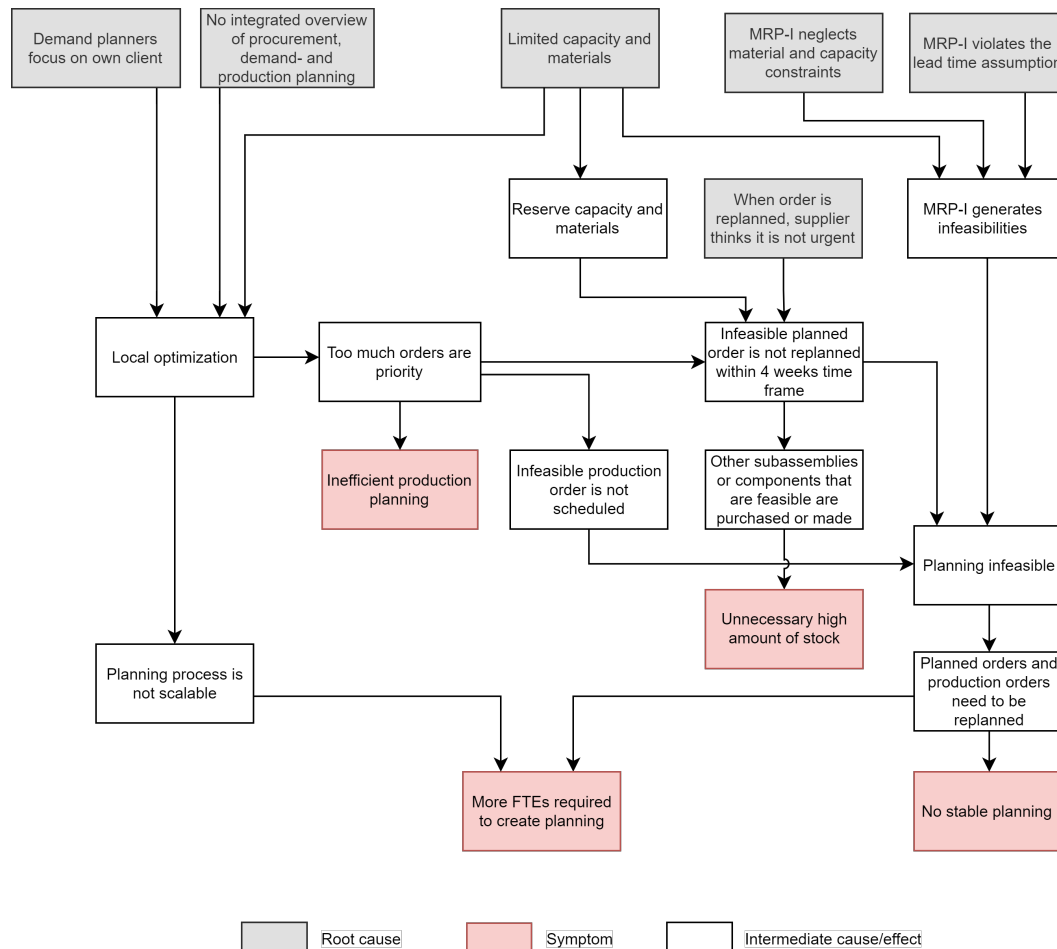 Demand planners
focus on own client
No integrated overview
of procurement,
demand- and
production planning
Limited capacity and
materials
MRP-I neglects
material and capacity
constraints
MRP-I violates the
lead time assumption
Reserve capacity and
materials
When order is
replanned, supplier
thinks it is not urgent
MRP-I generates
infeasibilities
Local optimization
Too much orders are
priority
Infeasible planned
order is not replanned
within 4 weeks time
frame
Inefficient production
planning
Infeasible production
order is not
scheduled
Other subassemblies
or components that
are feasible are
purchased or made
Planning infeasible
Unnecessary high
amount of stock
Planning process is
not scalable
Planned orders and
production orders
need to be
replanned
More FTEs required
to create planning
No stable planning
Root cause
Symptom
Intermediate cause/effect